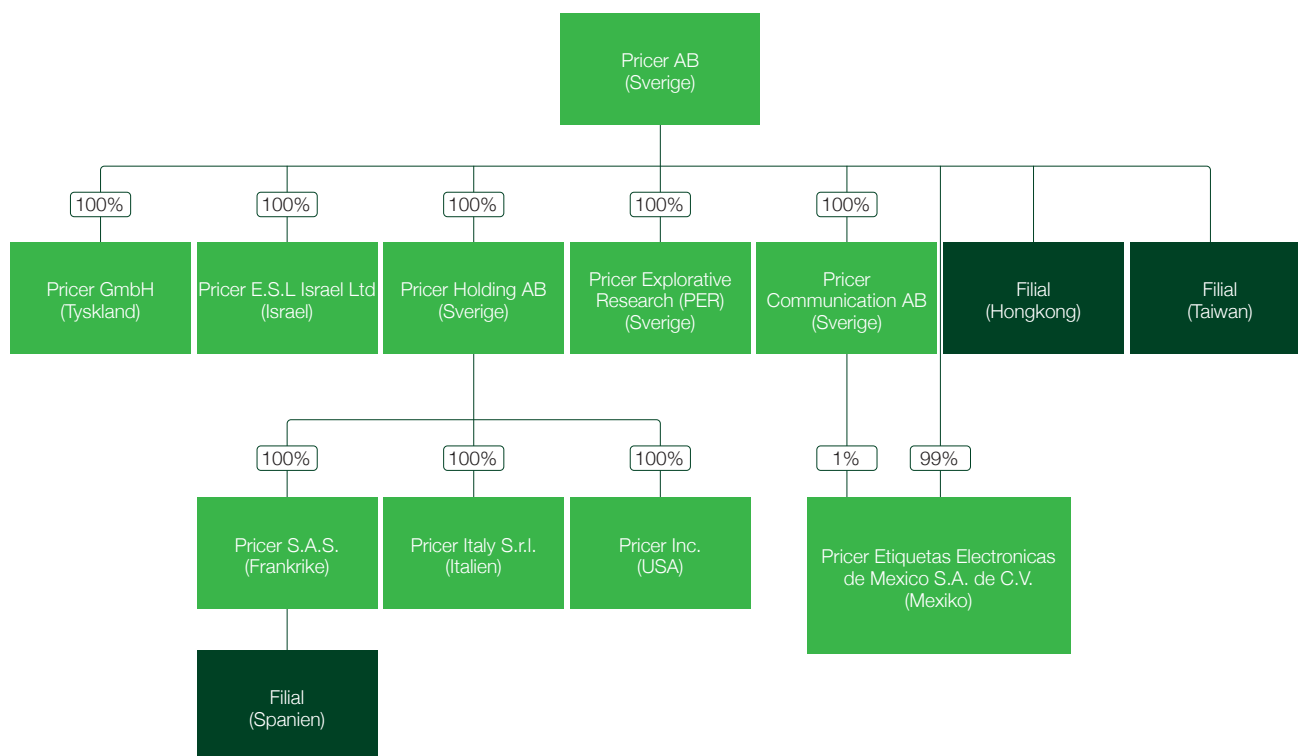 Pricer AB
(Sverige)
100%
100%
100%
100%
100%
Pricer GmbH
(Tyskland)
Pricer E.S.L Israel Ltd
(Israel)
Pricer Holding AB
(Sverige)
Pricer Explorative
Research (PER)
(Sverige)
Pricer
Communication AB
(Sverige)
Filial
(Hongkong)
Filial
(Taiwan)
100%
100%
100%
1%
99%
Pricer S.A.S.
(Frankrike)
Pricer Italy S.r.l.
(Italien)
Pricer Inc.
(USA)
Pricer Etiquetas Electronicas
de Mexico S.A. de C.V.
(Mexiko)
Filial
(Spanien)